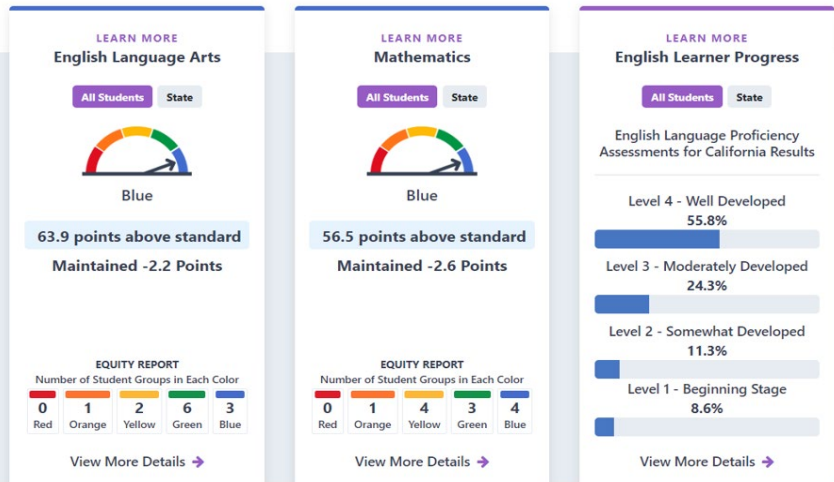 LEARN MORE
English Language Arts
All Students State
Blue
63.9 points above standard
Maintained -2.2 Points
EQUITY REPORT
Number of Student Groups in Each Color
0 1 2 6 3
Red Orange Yellow Green Blue
View More Details
LEARN MORE
Mathematics
All Students State
Blue
56.5 points above standard
Maintained -2.6 Points
EQUITY REPORT
Number of Student Groups in Each Color
0 1 4 3 4
Red Orange Yellow Green Blue
View More Details
LEARN MORE
English Learner Progress
All Students State
English Language Proficiency
Assessments for California Results
Level 4 - Well Developed
55.8%
Level 3 - Moderately Developed
24.3%
Level 2 - Somewhat Developed
11.3%
Level 1 - Beginning Stage
8.6%
View More Details